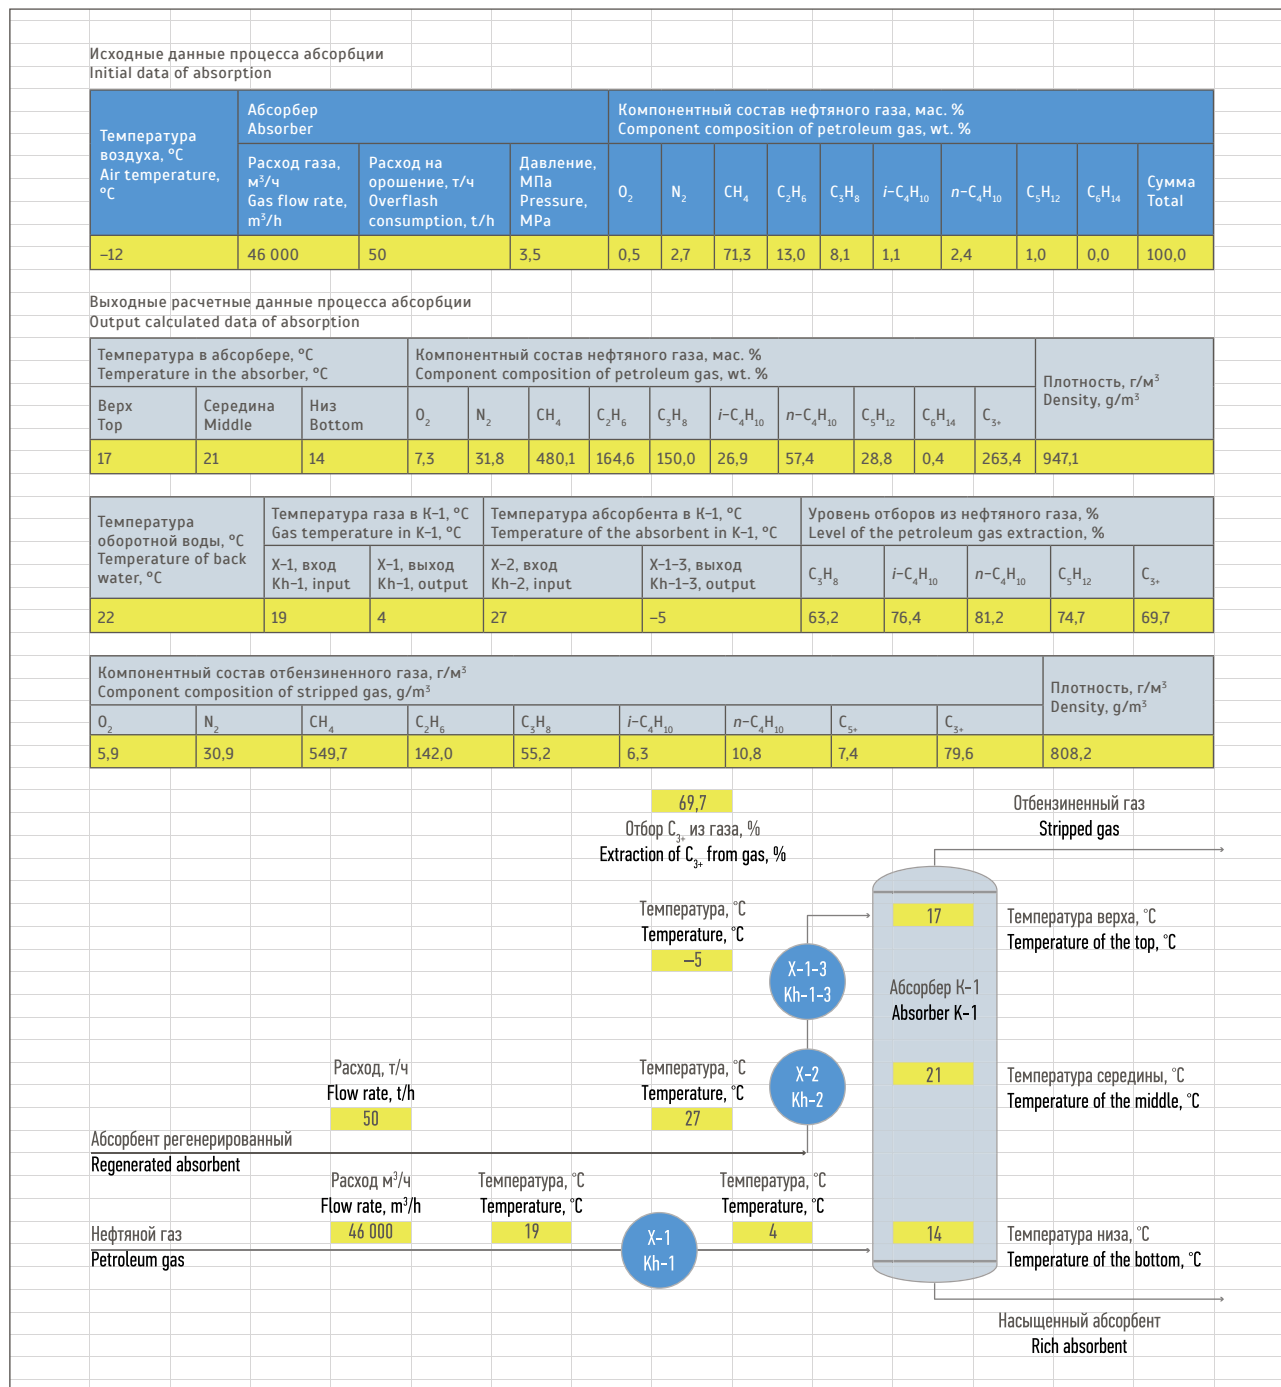 Исходные данные процесса абсорбции
Initial data of absorption
Температура воздуха, °C
Air temperature, °C
Абсорбер
Absorber
Компонентный состав нефтяного газа, мас. %
Component composition of petroleum gas, wt. %
Расход газа, м³/ч
Gas flow rate, m³/h
Расход на орошение, т/ч
Overflash consumption, t/h
Давление, МПа
Pressure, MPa
O₂ N₂ CH₄ C₂H₆ C₃H₈ i-C₄H₁₀ n-C₄H₁₀ C₅H₁₂ C₆H₁₄ Сумма Total
–12 46 000 50 3,5 0,5 2,7 71,3 13,0 8,1 1,1 2,4 1,0 0,0 100,0
Выходные расчетные данные процесса абсорбции
Output calculated data of absorption
Температура в абсорбере, °C
Temperature in the absorber, °C
Компонентный состав нефтяного газа, мас. %
Component composition of petroleum gas, wt. %
Плотность, г/м³
Density, g/m³
Верх Top
Середина Middle
Низ Bottom
O₂ N₂ CH₄ C₂H₆ C₃H₈ i-C₄H₁₀ n-C₄H₁₀ C₅H₁₂ C₆H₁₄ C₃₊
17 21 14 7,3 31,8 480,1 164,6 150,0 26,9 57,4 28,8 0,4 263,4 947,1
Температура оборотной воды, °C
Temperature of back water, °C
Температура газа в К-1, °C
Gas temperature in K-1, °C
Температура абсорбента в К-1, °C
Temperature of the absorbent in K-1, °C
Уровень отборов из нефтяного газа, %
Level of the petroleum gas extraction, %
Х-1, вход
Kh-1, input
Х-1, выход
Kh-1, output
Х-2, вход
Kh-2, input
Х-1-3, выход
Kh-1-3, output
C₃H₈ i-C₄H₁₀ n-C₄H₁₀ C₅H₁₂ C₃₊
22 19 4 27 –5 63,2 76,4 81,2 74,7 69,7
Компонентный состав отбензиненного газа, г/м³
Component composition of stripped gas, g/m³
Плотность, г/м³
Density, g/m³
O₂ N₂ CH₄ C₂H₆ C₃H₈ i-C₄H₁₀ n-C₄H₁₀ C₅₊ C₃₊
5,9 30,9 549,7 142,0 55,2 6,3 10,8 7,4 79,6 808,2
69,7
Отбор C₃₊ из газа, %
Extraction of C₃₊ from gas, %
Отбензиненный газ
Stripped gas
Температура, °C
Temperature, °C
–5
Х-1-3
Kh-1-3
17
Температура верха, °C
Temperature of the top, °C
Абсорбер К-1
Absorber K-1
Расход, т/ч
Flow rate, t/h
50
Температура, °C
Temperature, °C
27
Х-2
Kh-2
21
Температура середины, °C
Temperature of the middle, °C
Абсорбент регенерированный
Regenerated absorbent
Расход м³/ч
Flow rate, m³/h
46 000
Температура, °C
Temperature, °C
19
Температура, °C
Temperature, °C
4
Нефтяной газ
Petroleum gas
Х-1
Kh-1
14
Температура низа, °C
Temperature of the bottom, °C
Насыщенный абсорбент
Rich absorbent